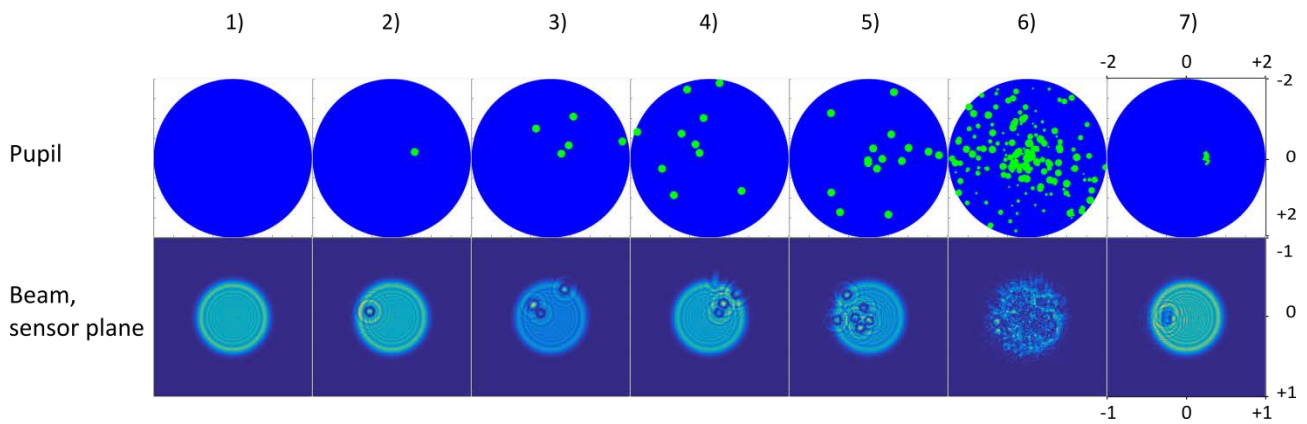 1) 2) 3) 4) 5) 6) 7)
-2 0 +2
-2
Pupil
0
+2
-1
Beam,
0
sensor plane
+1
-1 0 +1